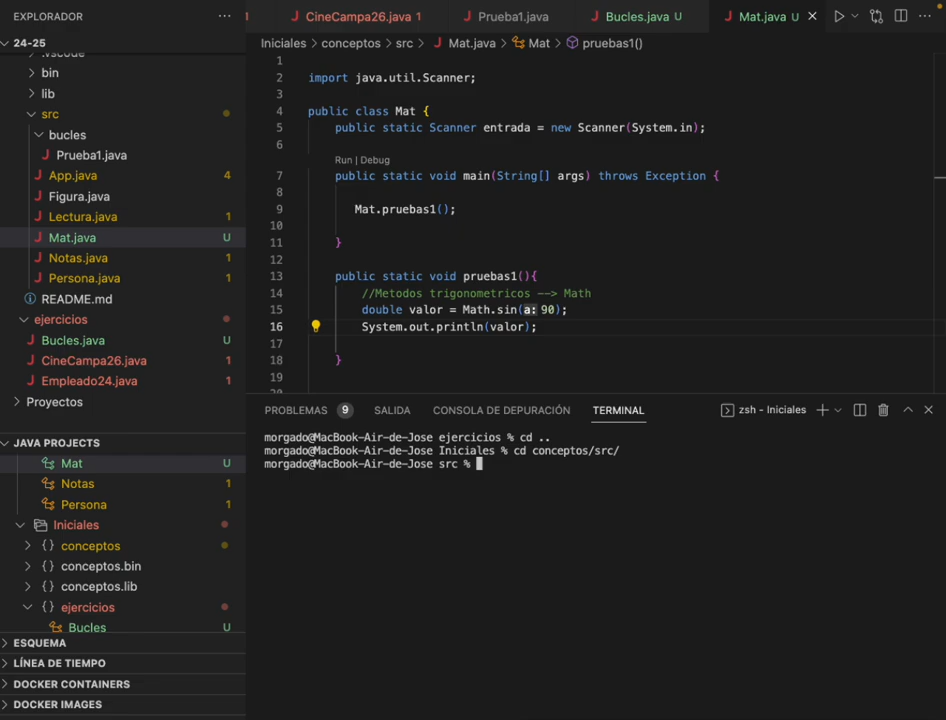 EXPLORADOR ···
24-25
.vscode
bin
lib
src
bucles
J Prueba1.java
J App.java 4
J Figura.java
J Lectura.java 1
J Mat.java U
J Notas.java 1
J Persona.java 1
README.md
ejercicios
J Bucles.java U
J CineCampa26.java 1
J Empleado24.java 1
Proyectos
JAVA PROJECTS
Mat U
Notas 1
Persona 1
Iniciales
{} conceptos
{} conceptos.bin
{} conceptos.lib
{} ejercicios
Bucles U
ESQUEMA
LÍNEA DE TIEMPO
DOCKER CONTAINERS
DOCKER IMAGES
1 J CineCampa26.java 1 J Prueba1.java J Bucles.java U J Mat.java U ···
Iniciales > conceptos > src > J Mat.java > Mat > pruebas1()
1
2 import java.util.Scanner;
3
4 public class Mat {
5 public static Scanner entrada = new Scanner(System.in);
6
Run | Debug
7 public static void main(String[] args) throws Exception {
8
9 Mat.pruebas1();
10
11 }
12
13 public static void pruebas1(){
14 //Metodos trigonometricos --> Math
15 double valor = Math.sin(a: 90);
16 System.out.println(valor);
17
18 }
19
20
PROBLEMAS 9 SALIDA CONSOLA DE DEPURACIÓN TERMINAL zsh - Iniciales
morgado@MacBook-Air-de-Jose ejercicios % cd ..
morgado@MacBook-Air-de-Jose Iniciales % cd conceptos/src/
morgado@MacBook-Air-de-Jose src %